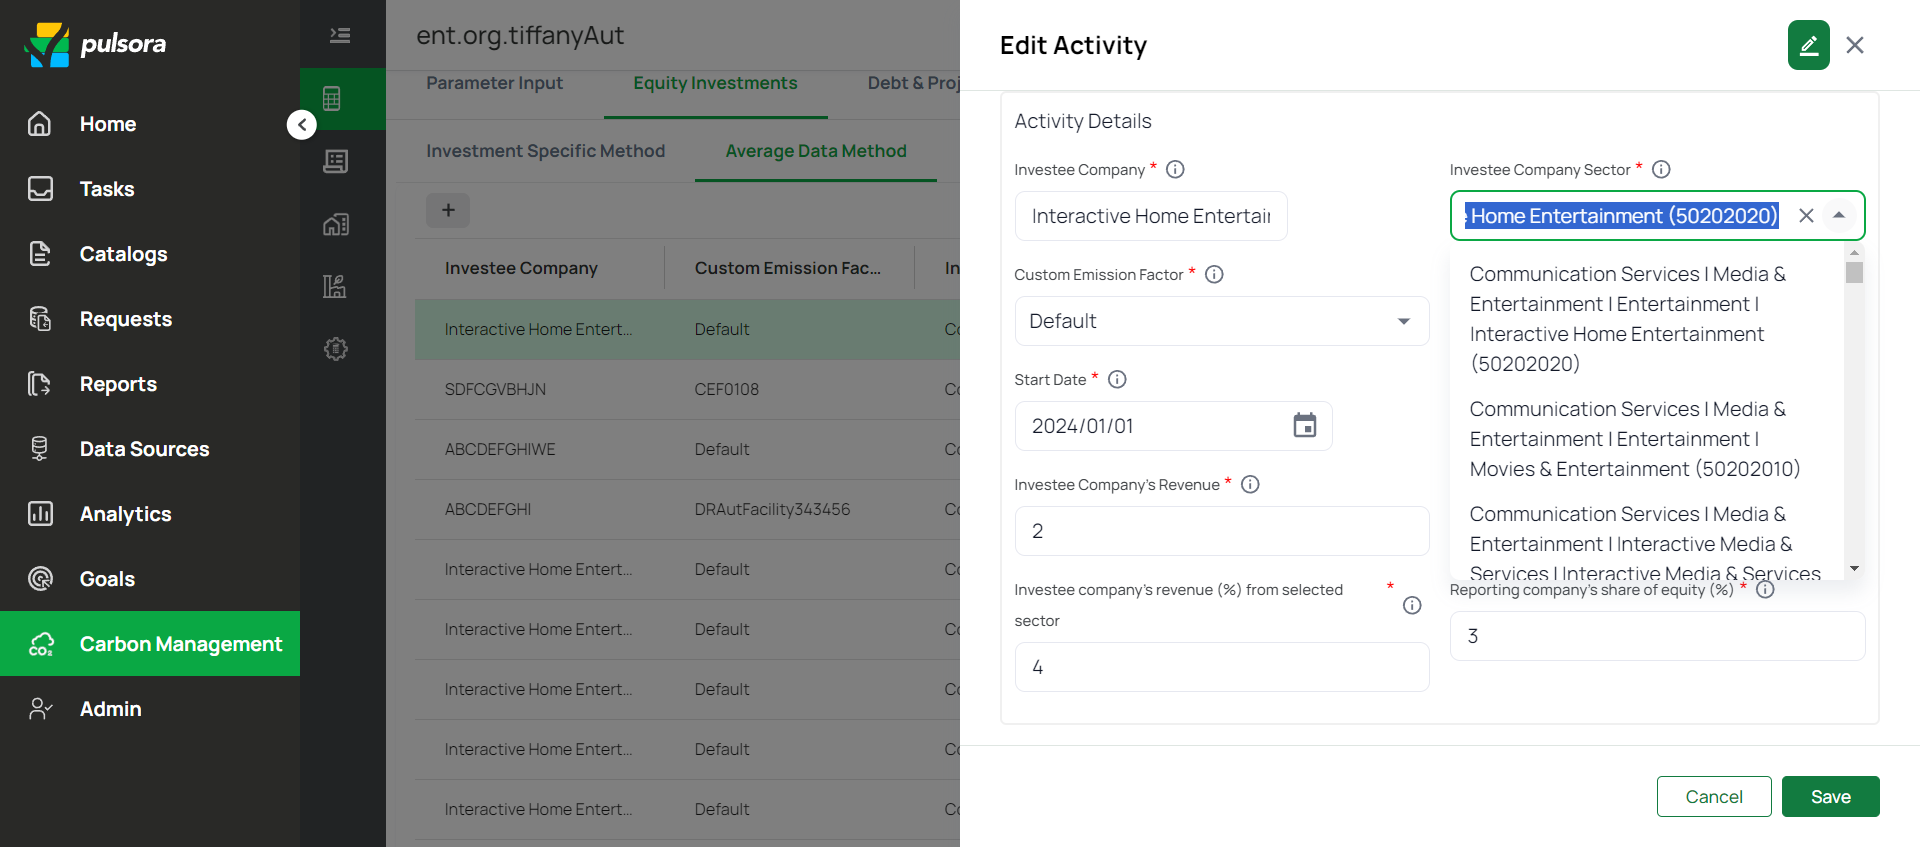 pulsora
Home
Tasks
Catalogs
Requests
Reports
Data Sources
Analytics
Goals
Carbon Management
Admin
ent.org.tiffanyAut
Parameter Input
Equity Investments
Debt & Proj
Investment Specific Method
Average Data Method
+
Investee Company
Custom Emission Fac...
In
Interactive Home Entert...
Default
Co
SDFCGVBHJN
CEF0108
Co
ABCDEFGHIWE
Default
Co
ABCDEFGHI
DRAutFacility343456
Co
Interactive Home Entert...
Default
Co
Interactive Home Entert...
Default
Co
Interactive Home Entert...
Default
Co
Interactive Home Entert...
Default
Co
Interactive Home Entert...
Default
Co
Edit Activity
Activity Details
Investee Company *
Interactive Home Entertain
Investee Company Sector *
e Home Entertainment (50202020)
Communication Services | Media &
Entertainment | Entertainment |
Interactive Home Entertainment
(50202020)
Communication Services | Media &
Entertainment | Entertainment |
Movies & Entertainment (50202010)
Communication Services | Media &
Entertainment | Interactive Media &
Services | Interactive Media & Services
Custom Emission Factor *
Default
Start Date *
2024/01/01
Investee Company's Revenue *
2
Investee company's revenue (%) from selected *
sector
4
Reporting company's share of equity (%) *
3
Cancel
Save